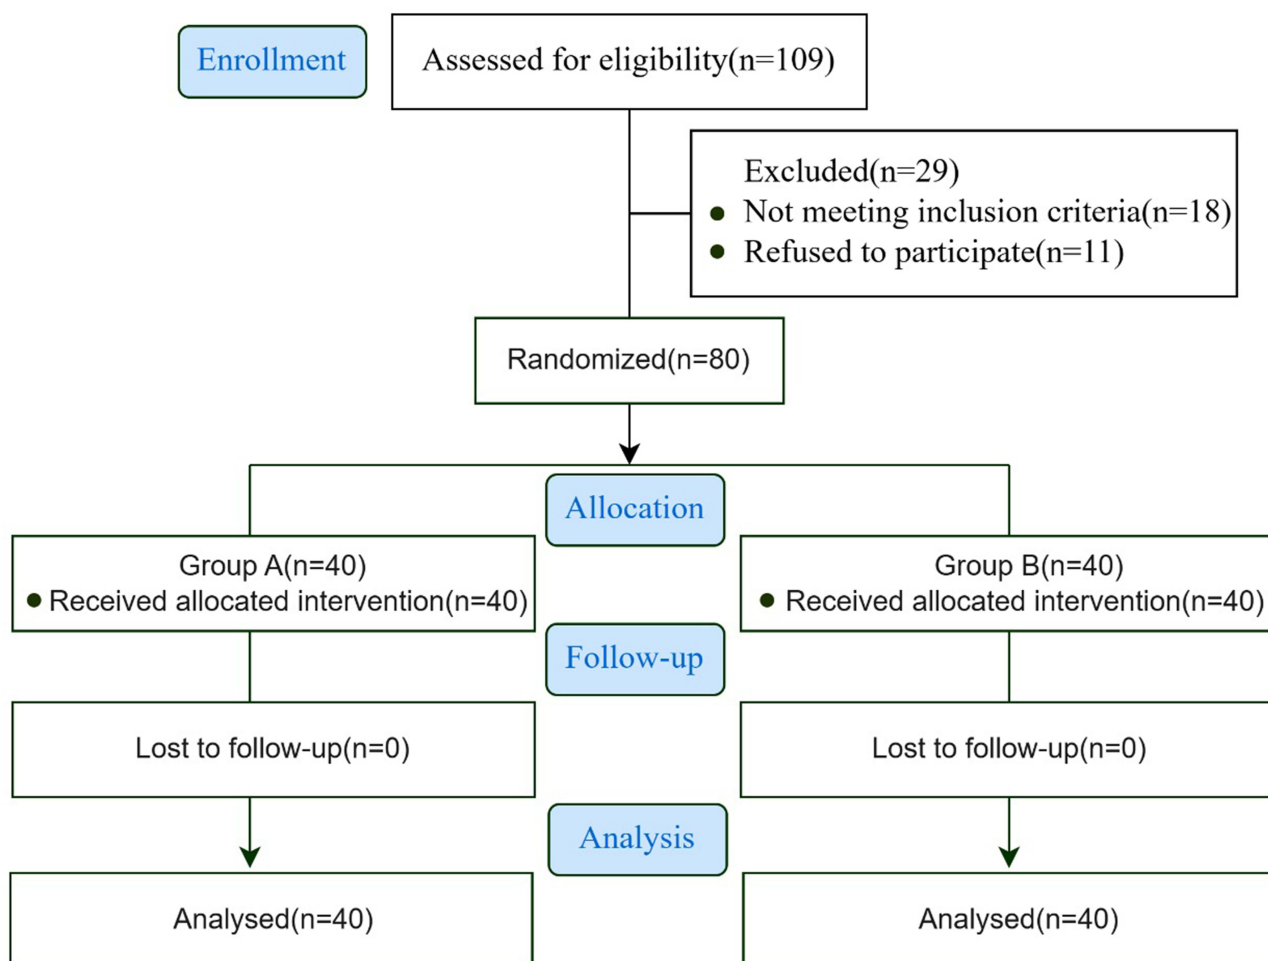 Enrollment
Assessed for eligibility(n=109)
Excluded(n=29)
● Not meeting inclusion criteria(n=18)
● Refused to participate(n=11)
Randomized(n=80)
Allocation
Group A(n=40)
● Received allocated intervention(n=40)
Group B(n=40)
● Received allocated intervention(n=40)
Follow-up
Lost to follow-up(n=0)
Lost to follow-up(n=0)
Analysis
Analysed(n=40)
Analysed(n=40)